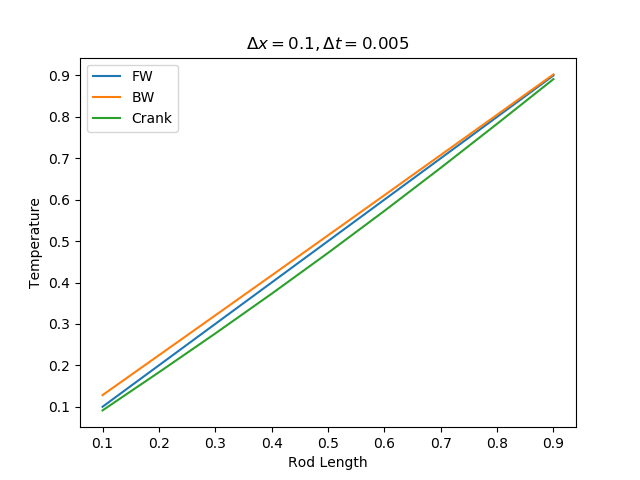 Δx = 0.1, Δt = 0.005
FW
BW
Crank
Temperature
0.9
0.8
0.7
0.6
0.5
0.4
0.3
0.2
0.1
0.1 0.2 0.3 0.4 0.5 0.6 0.7 0.8 0.9
Rod Length